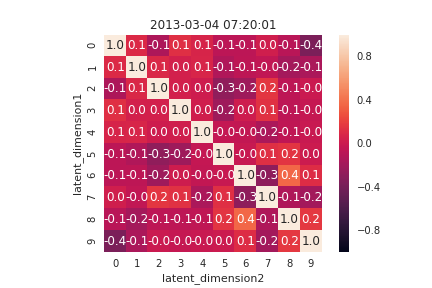 2013-03-04 07:20:01
0 1.0 0.1 -0.1 0.1 0.1 -0.1 -0.1 0.0 -0.1 -0.4
1 0.1 1.0 0.1 0.0 0.1 -0.1 -0.1 -0.0 -0.2 -0.1
2 -0.1 0.1 1.0 0.0 0.0 -0.3 -0.2 0.2 -0.1 -0.0
3 0.1 0.0 0.0 1.0 0.0 -0.2 -0.0 0.1 -0.1 -0.0
4 0.1 0.1 0.0 0.0 1.0 -0.0 -0.0 -0.2 -0.1 -0.0
5 -0.1 -0.1 -0.3 -0.2 -0.0 1.0 -0.0 0.1 0.2 0.0
6 -0.1 -0.1 -0.2 -0.0 -0.0 -0.0 1.0 -0.3 0.4 0.1
7 0.0 -0.0 0.2 0.1 -0.2 0.1 -0.3 1.0 -0.1 -0.2
8 -0.1 -0.2 -0.1 -0.1 -0.1 0.2 0.4 -0.1 1.0 0.2
9 -0.4 -0.1 -0.0 -0.0 -0.0 0.0 0.1 -0.2 0.2 1.0
0 1 2 3 4 5 6 7 8 9
latent_dimension2
latent_dimension1
0.8
0.4
0.0
-0.4
-0.8